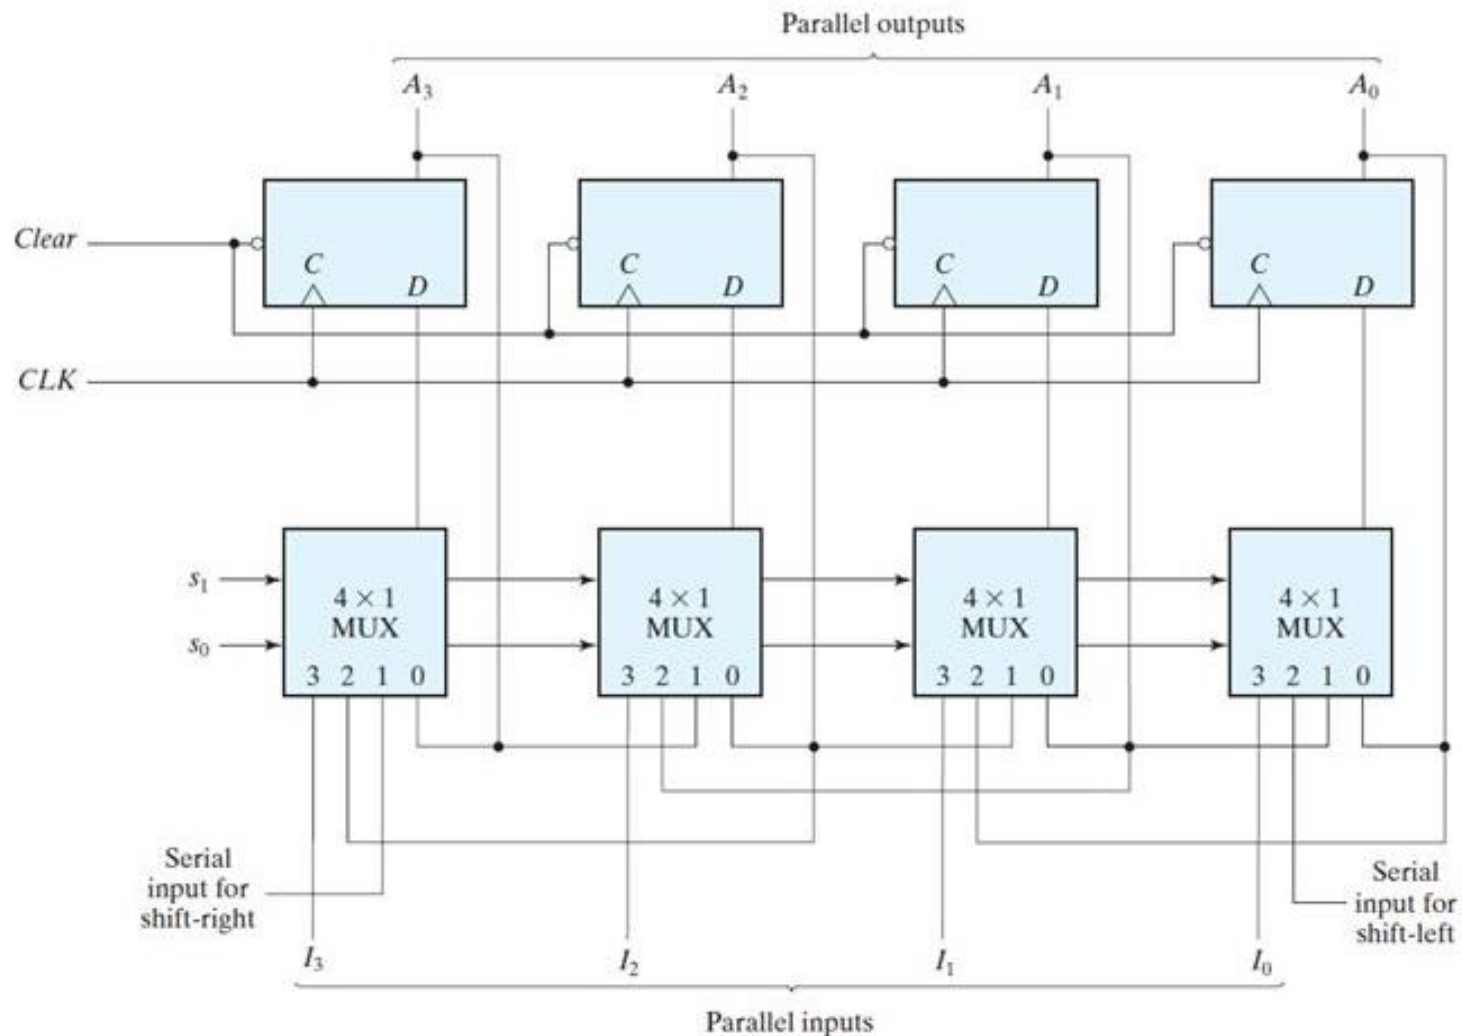 Parallel outputs
A₃ A₂ A₁ A₀
Clear
C D C D C D C D
CLK
s₁
s₀
4 × 1 MUX
4 × 1 MUX
4 × 1 MUX
4 × 1 MUX
3 2 1 0 3 2 1 0 3 2 1 0 3 2 1 0
Serial
input for
shift-right
Serial
input for
shift-left
I₃ I₂ I₁ I₀
Parallel inputs